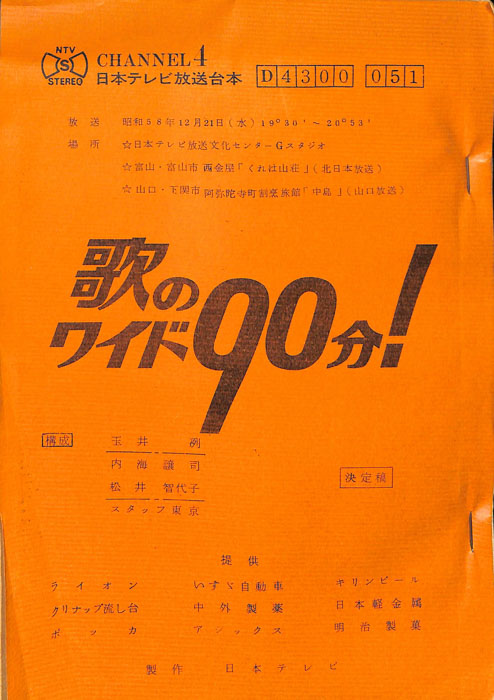 NTV
S
STEREO
CHANNEL4
日本テレビ放送台本 D4300 051
放送 昭和58年12月21日(水)19°30′~20°53′
場所 ☆日本テレビ放送文化センターGスタジオ
☆富山・富山市 西金屋「くれは山荘」(北日本放送)
☆山口・下関市 阿弥陀寺町割烹旅館「中島」(山口放送)
歌の
ワイド90分!
構成 玉井 冽
内海 譲司
松井 智代子
スタッフ東京
決定稿
提供
ライオン いすゞ自動車 キリンビール
クリナップ流し台 中外製薬 日本軽金属
ポッカ アシックス 明治製菓
製作 日本テレビ